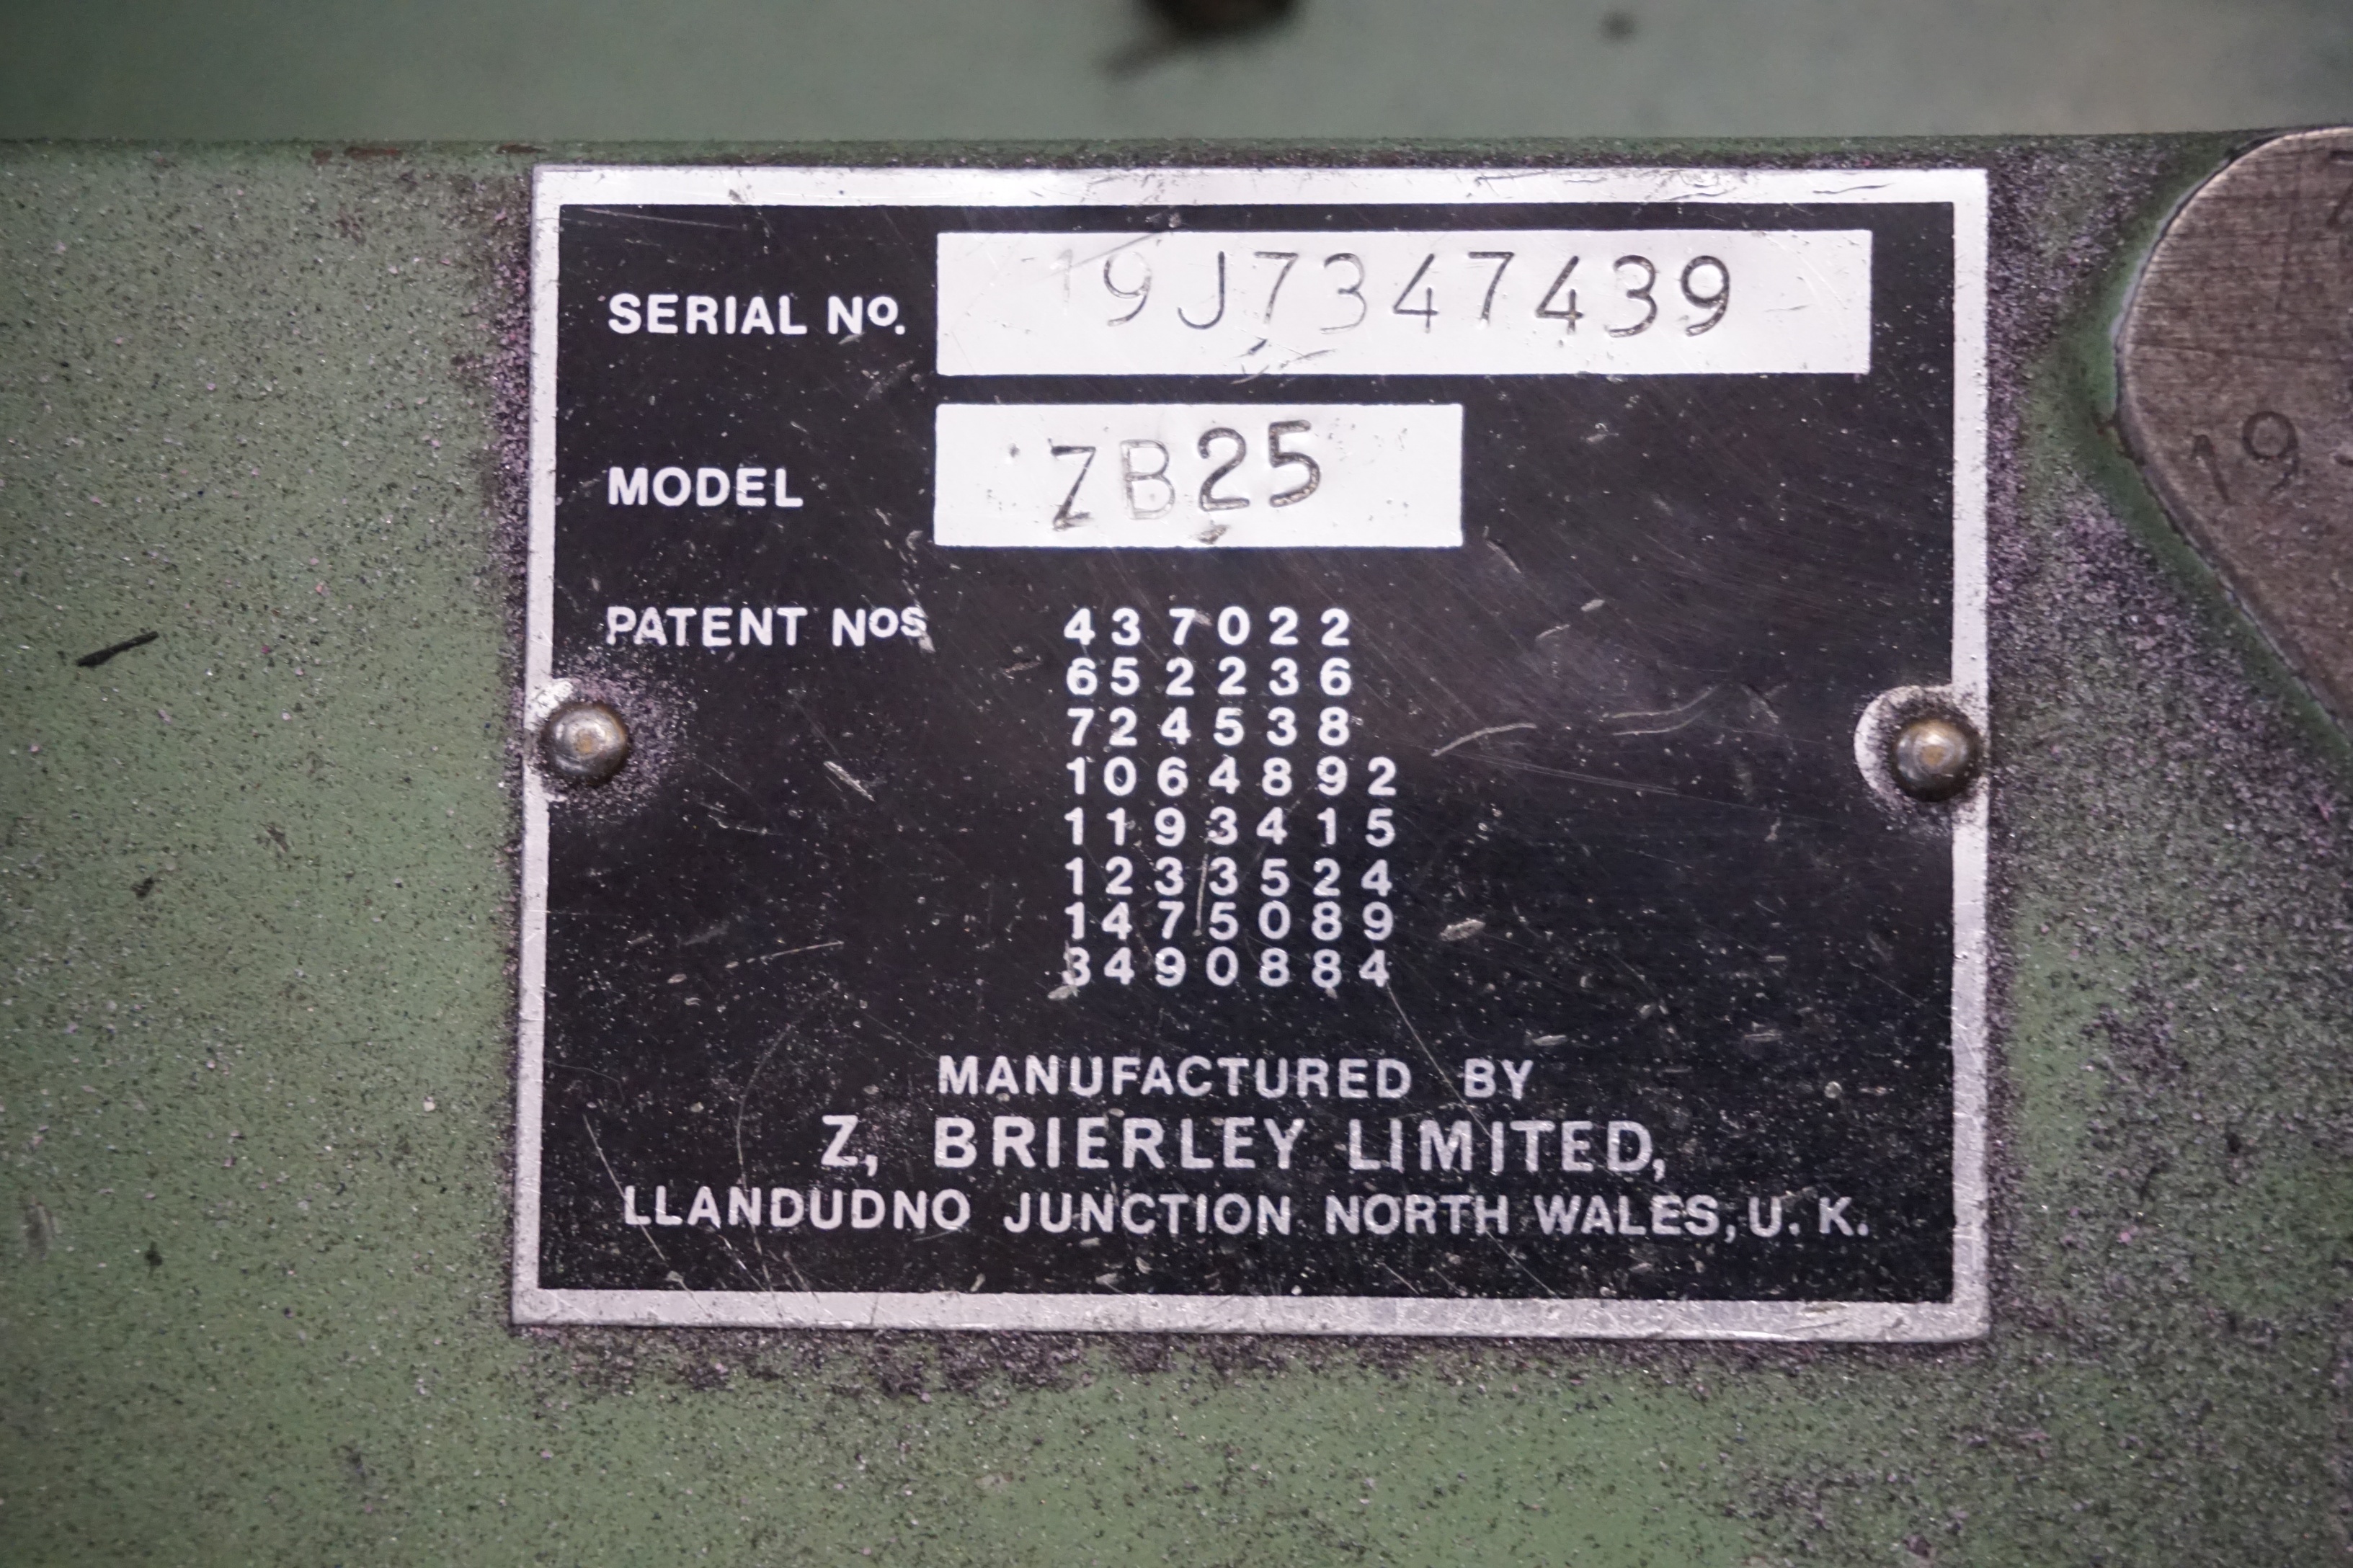 SERIAL No. 19J7347439
MODEL ZB25
PATENT Nos 437022
652236
724538
1064892
1193415
1233524
1475089
3490884
MANUFACTURED BY
Z, BRIERLEY LIMITED,
LLANDUDNO JUNCTION NORTH WALES, U. K.
19